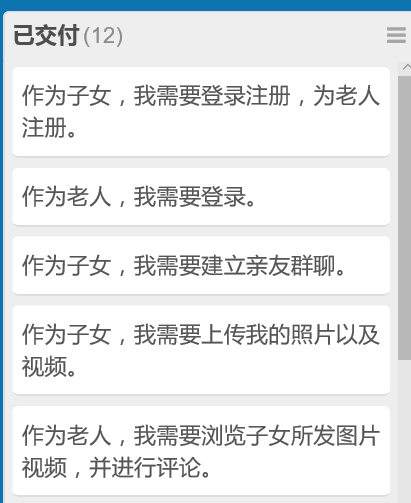 已交付(12)
作为子女，我需要登录注册，为老人
注册。
作为老人，我需要登录。
作为子女，我需要建立亲友群聊。
作为子女，我需要上传我的照片以及
视频。
作为老人，我需要浏览子女所发图片
视频，并进行评论。